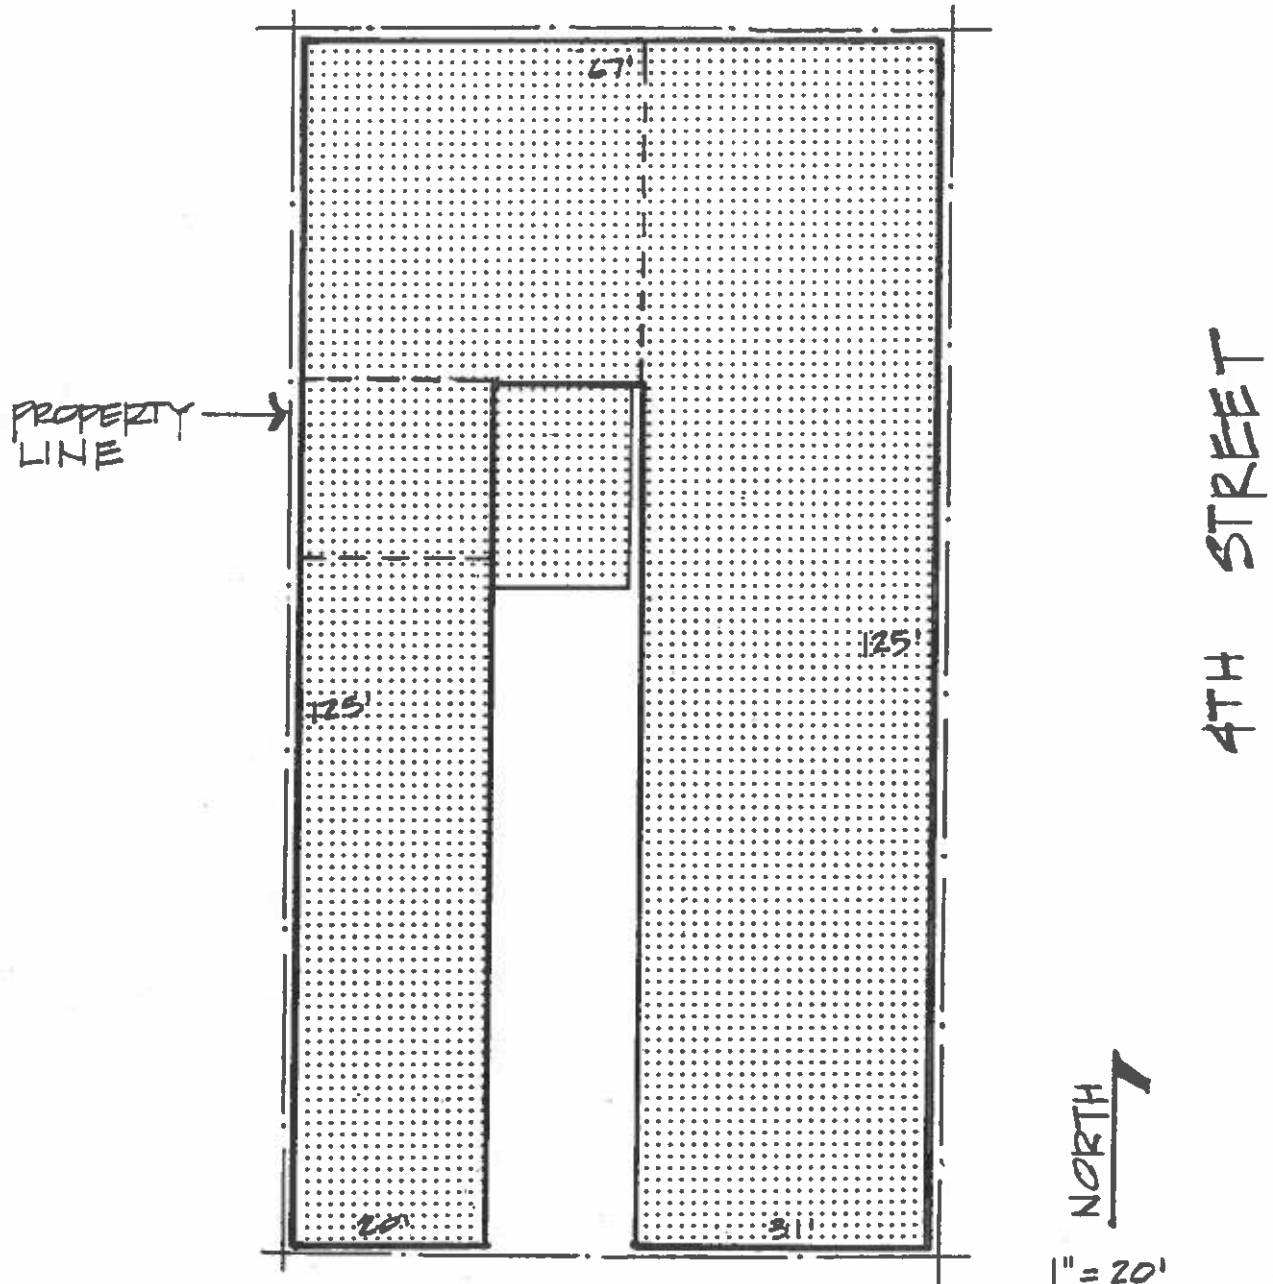 67'
PROPERTY
LINE
4TH STREET
125'
125'
NORTH
20'
31'
1" = 20'